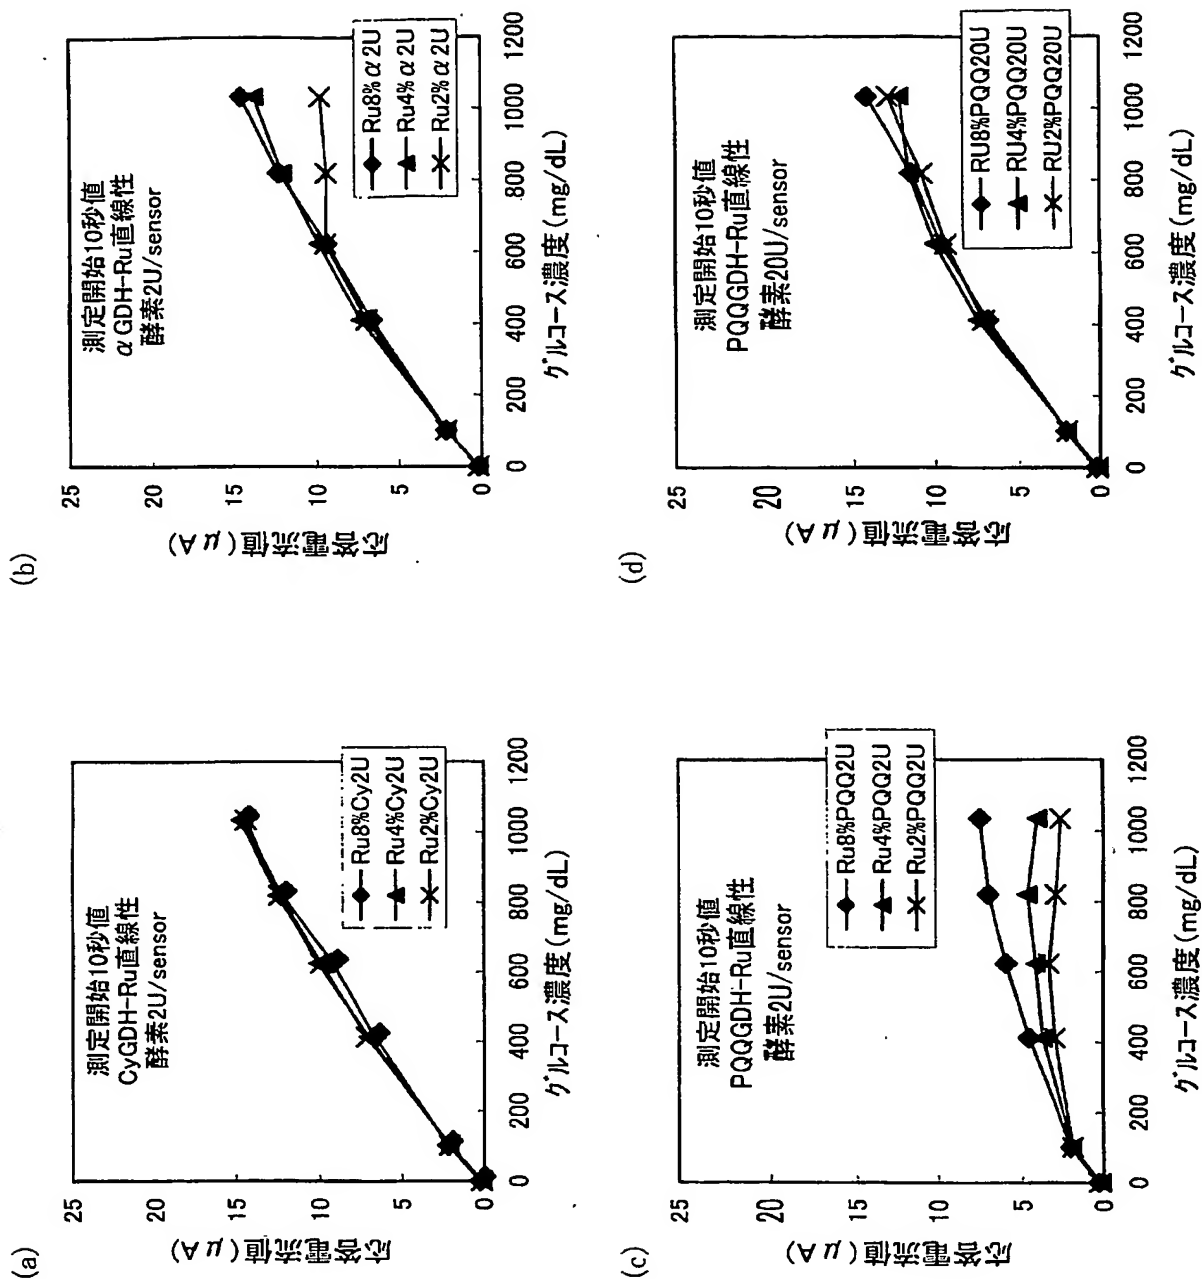 (a)
測定開始10秒値
CyGDH-Ru直線性
酵素2U/sensor
Ru8%Cy2U
Ru4%Cy2U
Ru2%Cy2U
応答電流値(μA)
25
20
15
10
5
0
0 200 400 600 800 1000 1200
グルコース濃度(mg/dL)
(b)
測定開始10秒値
αGDH-Ru直線性
酵素2U/sensor
Ru8%α2U
Ru4%α2U
Ru2%α2U
応答電流値(μA)
25
20
15
10
5
0
0 200 400 600 800 1000 1200
グルコース濃度(mg/dL)
(c)
測定開始10秒値
PQQGDH-Ru直線性
酵素2U/sensor
Ru8%PQQ2U
Ru4%PQQ2U
Ru2%PQQ2U
応答電流値(μA)
25
20
15
10
5
0
0 200 400 600 800 1000 1200
グルコース濃度(mg/dL)
(d)
測定開始10秒値
PQQGDH-Ru直線性
酵素20U/sensor
RU8%PQQ20U
RU4%PQQ20U
RU2%PQQ20U
応答電流値(μA)
25
20
15
10
5
0
0 200 400 600 800 1000 1200
グルコース濃度(mg/dL)